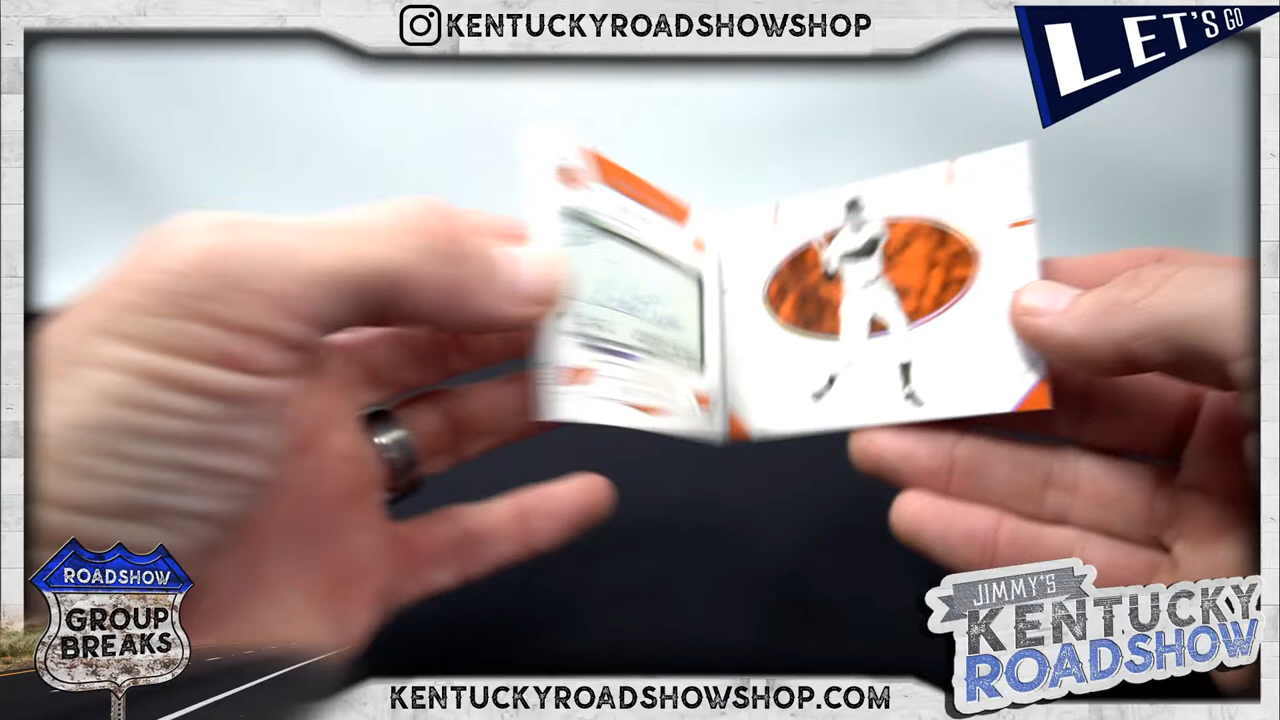 KENTUCKYROADSHOWSHOP
LET'S GO
ROADSHOW
GROUP
BREAKS
JIMMY'S
KENTUCKY
ROADSHOW
KENTUCKYROADSHOWSHOP.COM